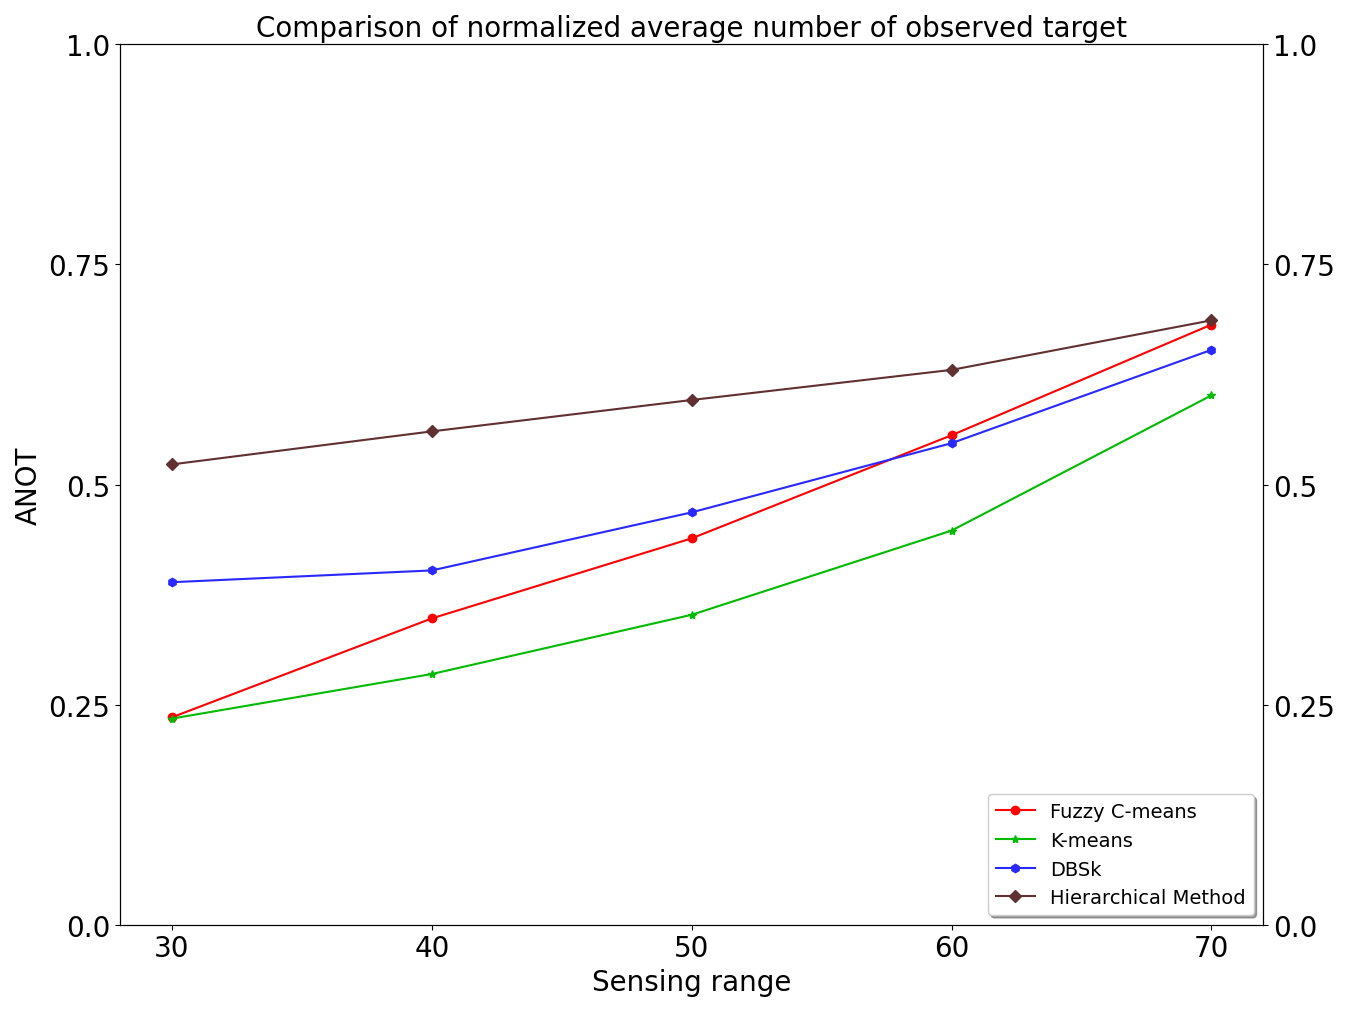 Comparison of normalized average number of observed target
1.0
0.75
0.5
0.25
0.0
ANOT
1.0
0.75
0.5
0.25
0.0
Fuzzy C-means
K-means
DBSk
Hierarchical Method
30 40 50 60 70
Sensing range